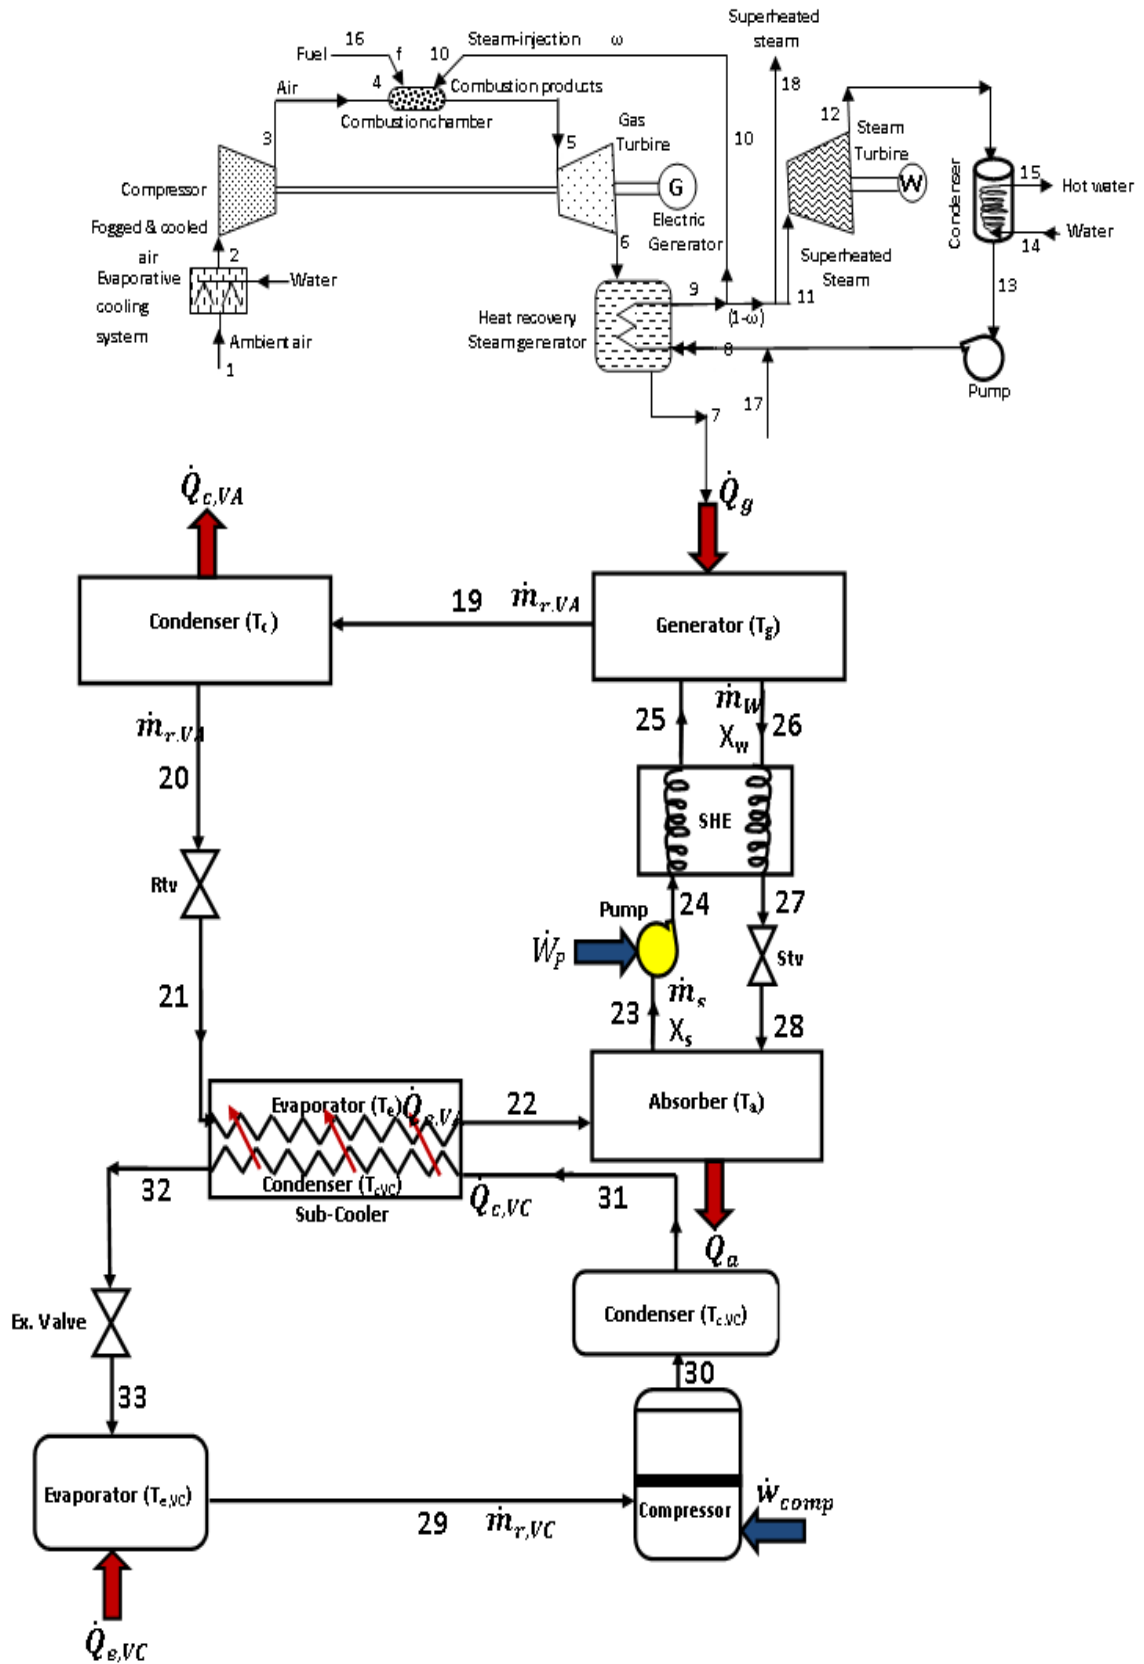 Superheated
steam
16
Fuel
f
10
Steam-injection ω
18
4
Air
Combustion products
Combustion chamber
12
Steam
Turbine
3
5
Gas
Turbine
10
Compressor
G
W
Condenser
15
Hot water
Fogged & cooled
air
2
Electric
Generator
6
14
Water
Evaporative
cooling
system
Water
Superheated
Steam
13
9
(1-ω)
11
Heat recovery
Steam generator
Ambient air
1
8
Pump
17
7
Q̇c,VA
Q̇g
Condenser (Tc)
19 ṁr.VA
Generator (Tg)
ṁr.VA
20
25
ṁW
Xw
26
SHE
Rtv
Pump
24
27
ẆP
Stv
21
23
ṁs
Xs
28
Evaporator (Te)
Q̇e,VA
22
Absorber (Ta)
32
Condenser (Tc,VC)
Sub-Cooler
Q̇c,VC
31
Q̇a
Ex. Valve
Condenser (Tc,VC)
30
33
Evaporator (Te,VC)
Compressor
ẇcomp
29 ṁr,VC
Q̇e,VC